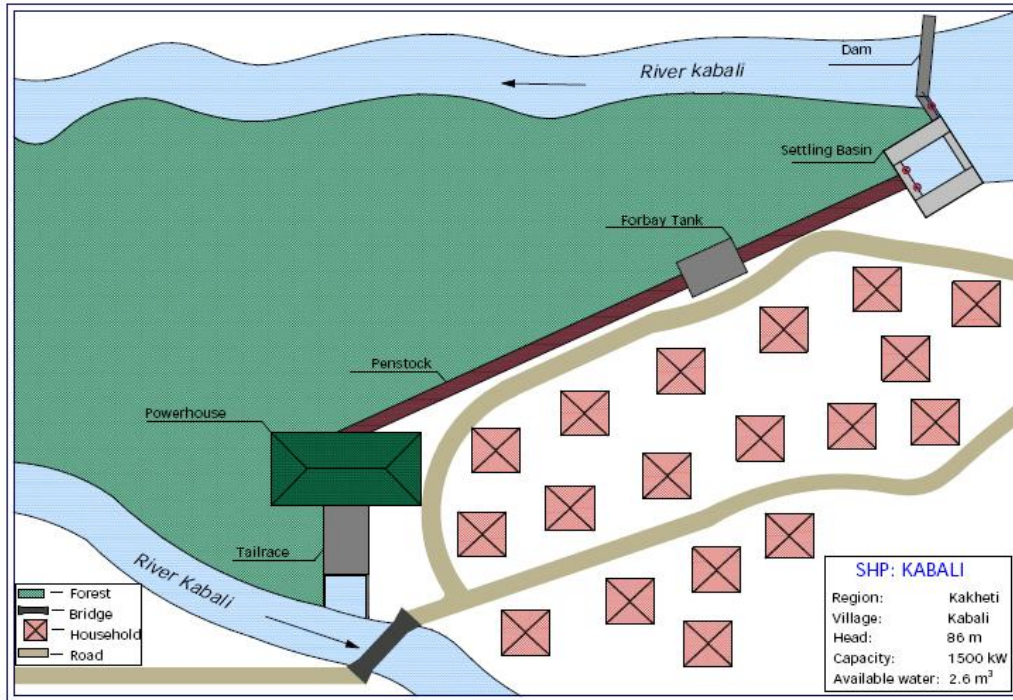 Dam
River kabali
Settling Basin
Forbay Tank
Penstock
Powerhouse
Tailrace
River Kabali
Forest
Bridge
Household
Road
SHP: KABALI
Region: Kakheti
Village: Kabali
Head: 86 m
Capacity: 1500 kW
Available water: 2.6 m³